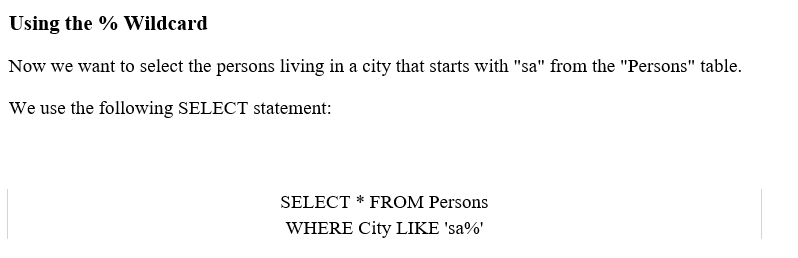 Using the % Wildcard
Now we want to select the persons living in a city that starts with "sa" from the "Persons" table.
We use the following SELECT statement:
SELECT * FROM Persons
WHERE City LIKE 'sa%'